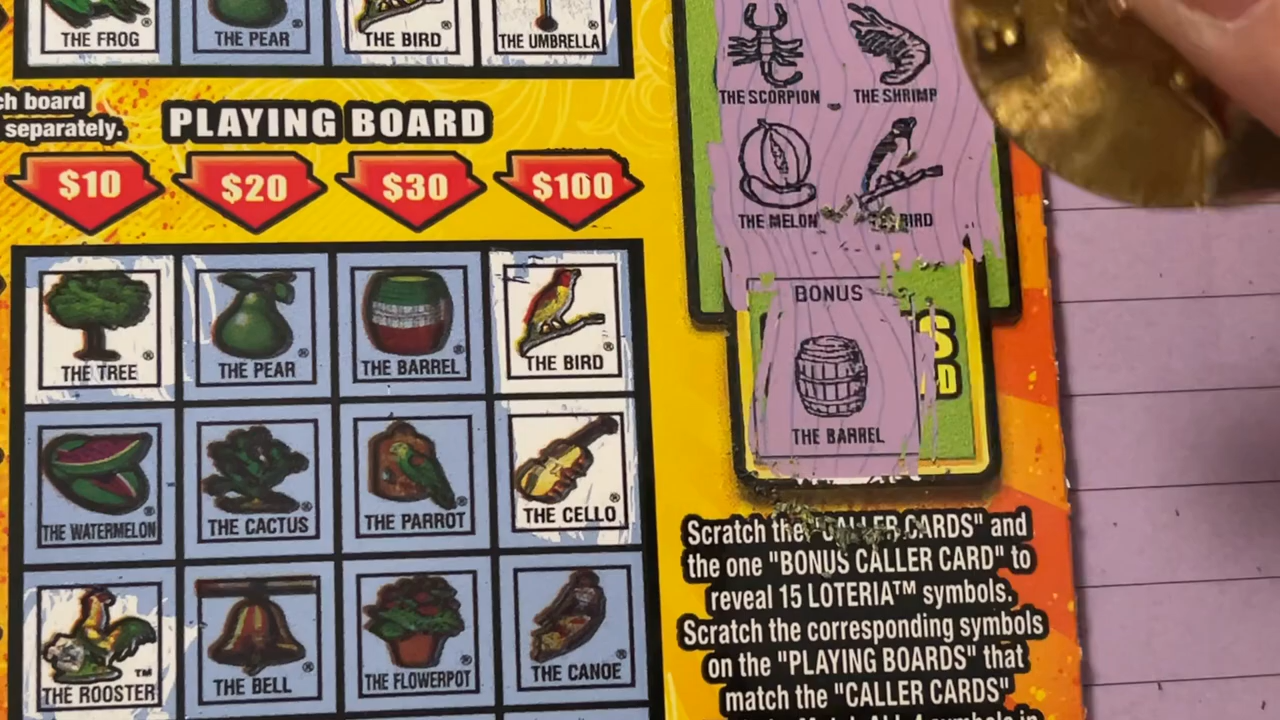 THE FROG
THE PEAR
THE BIRD
THE UMBRELLA
ch board
separately.
PLAYING BOARD
$10
$20
$30
$100
THE TREE
THE PEAR
THE BARREL
THE BIRD
THE WATERMELON
THE CACTUS
THE PARROT
THE CELLO
THE ROOSTER™
THE BELL
THE FLOWERPOT
THE CANOE
THE SCORPION
THE SHRIMP
THE MELON
BIRD
BONUS
THE BARREL
Scratch the "CALLER CARDS" and
the one "BONUS CALLER CARD" to
reveal 15 LOTERIA™ symbols.
Scratch the corresponding symbols
on the "PLAYING BOARDS" that
match the "CALLER CARDS"